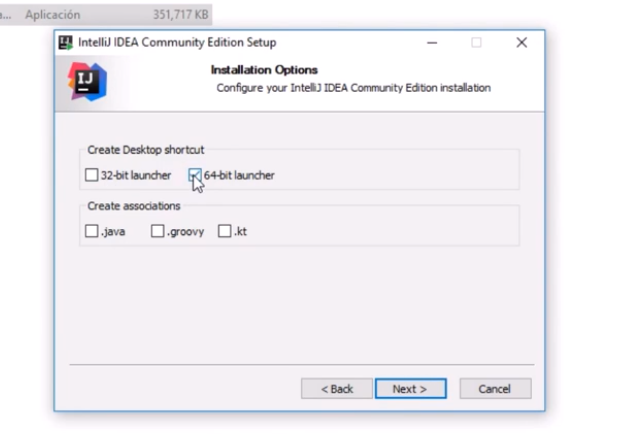 a... Aplicación 351,717 KB
IntelliJ IDEA Community Edition Setup
IJ
Installation Options
Configure your IntelliJ IDEA Community Edition installation
Create Desktop shortcut
32-bit launcher 64-bit launcher
Create associations
.java .groovy .kt
< Back Next > Cancel